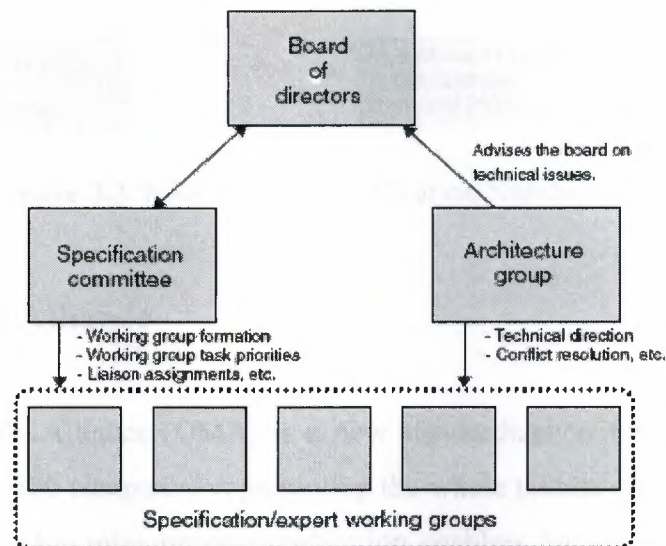 Board
of
directors
Advises the board on
technical issues.
Specification
committee
Architecture
group
- Working group formation
- Working group task priorities
- Liaison assignments, etc.
- Technical direction
- Conflict resolution, etc.
Specification/expert working groups